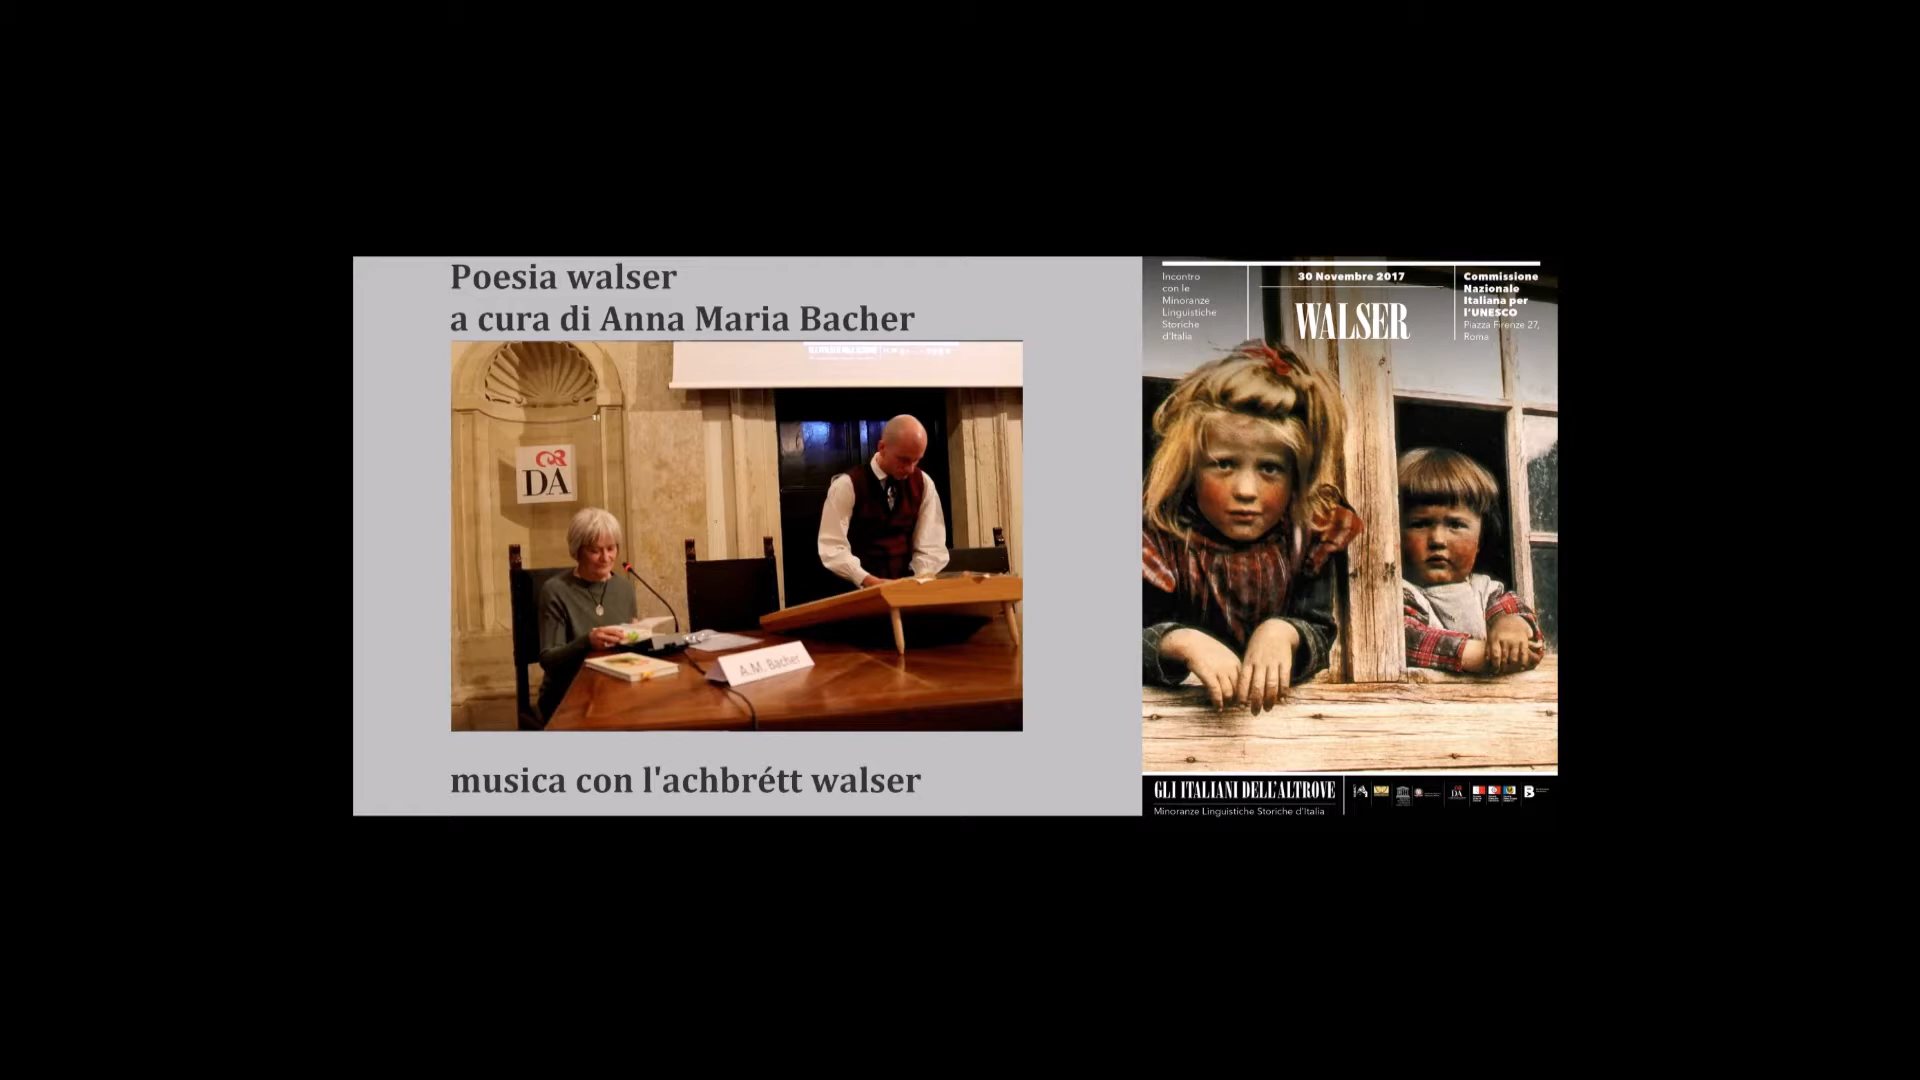 Poesia walser
a cura di Anna Maria Bacher
DA
A. M. Bacher
musica con l'achbrétt walser
Incontro
con le
Minoranze
Linguistiche
Storiche
d'Italia
30 Novembre 2017
WALSER
Commissione
Nazionale
Italiana per
l'UNESCO
Piazza Firenze 27,
Roma
GLI ITALIANI DELL'ALTROVE
Minoranze Linguistiche Storiche d'Italia
DA
B